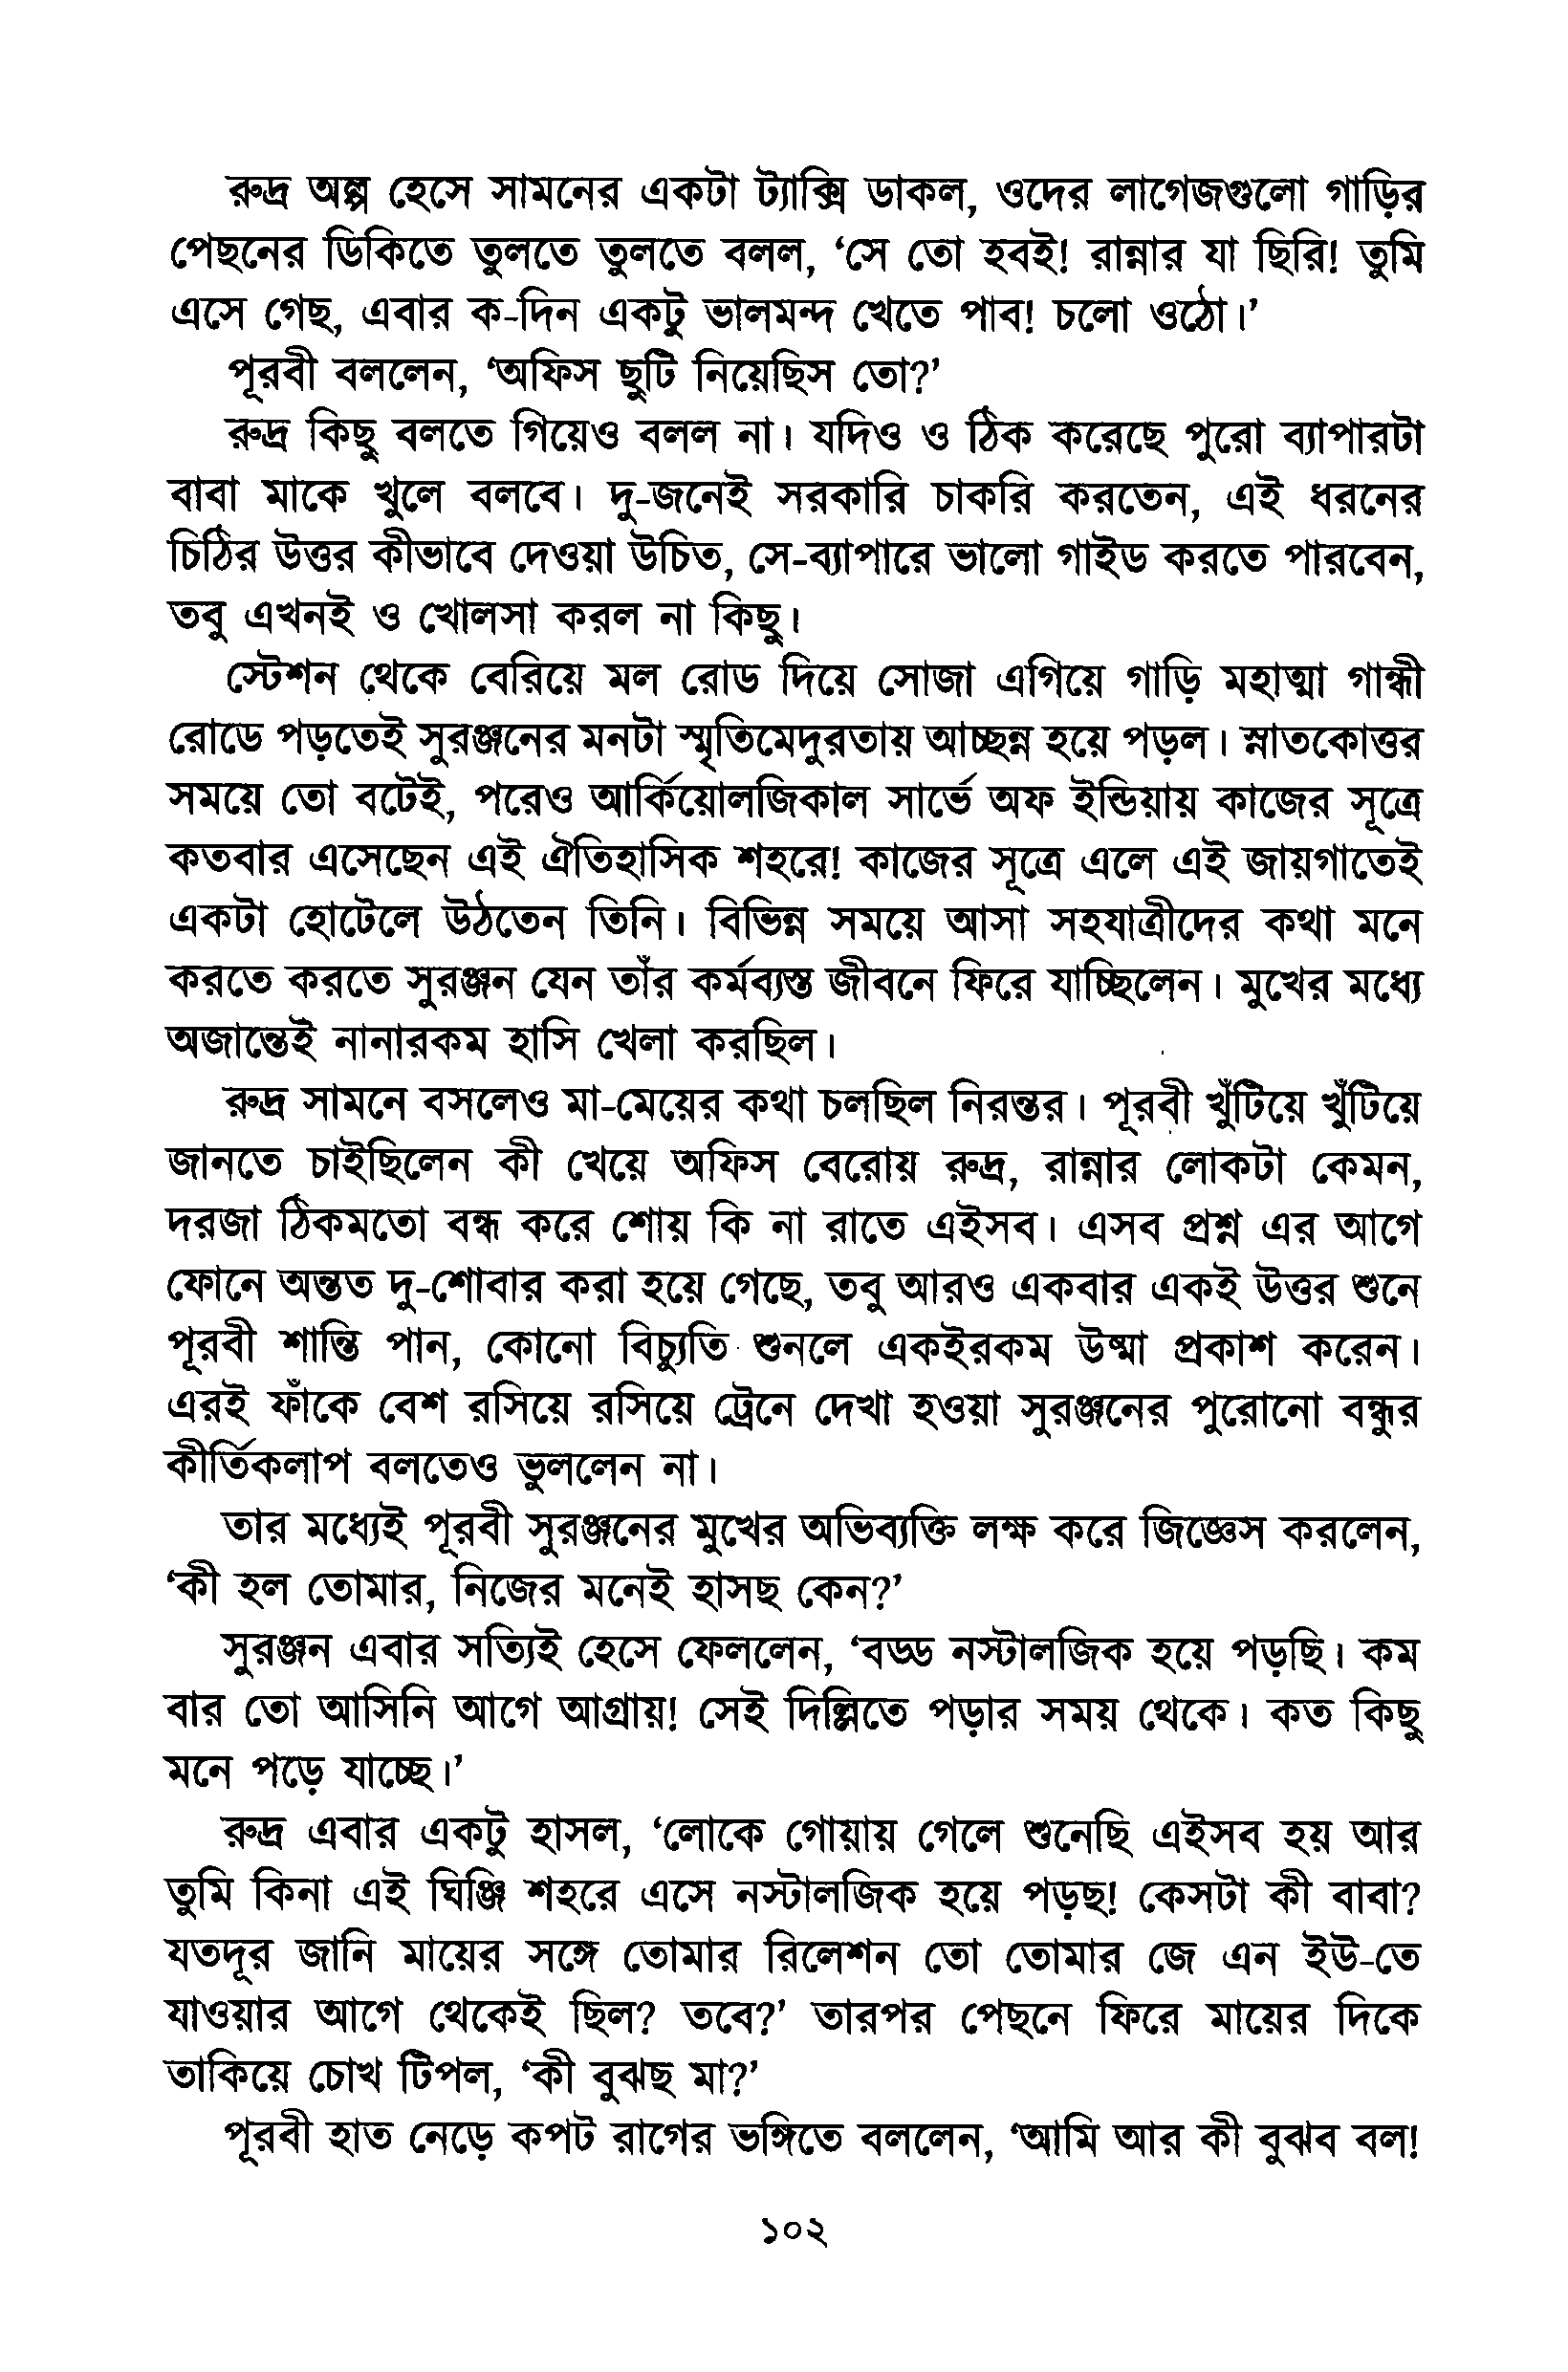 রুদ্র অল্প হেসে সামনের একটা ট্যাক্সি ডাকল, ওদের লাগেজগুলো গাড়ির
পেছনের ডিকিতে তুলতে তুলতে বলল, ‘সে তো হবই! রান্নার যা ছিরি! তুমি
এসে গেছ, এবার ক-দিন একটু ভালমন্দ খেতে পাব! চলো ওঠো।’
পূরবী বললেন, ‘অফিস ছুটি নিয়েছিস তো?’
রুদ্র কিছু বলতে গিয়েও বলল না। যদিও ও ঠিক করেছে পুরো ব্যাপারটা
বাবা মাকে খুলে বলবে। দু-জনেই সরকারি চাকরি করতেন, এই ধরনের
চিঠির উত্তর কীভাবে দেওয়া উচিত, সে-ব্যাপারে ভালো গাইড করতে পারবেন,
তবু এখনই ও খোলসা করল না কিছু।
স্টেশন থেকে বেরিয়ে মল রোড দিয়ে সোজা এগিয়ে গাড়ি মহাত্মা গান্ধী
রোডে পড়তেই সুরঞ্জনের মনটা স্মৃতিমেদুরতায় আচ্ছন্ন হয়ে পড়ল। স্নাতকোত্তর
সময়ে তো বটেই, পরেও আর্কিয়োলজিকাল সার্ভে অফ ইন্ডিয়ায় কাজের সূত্রে
কতবার এসেছেন এই ঐতিহাসিক শহরে! কাজের সূত্রে এলে এই জায়গাতেই
একটা হোটেলে উঠতেন তিনি। বিভিন্ন সময়ে আসা সহযাত্রীদের কথা মনে
করতে করতে সুরঞ্জন যেন তাঁর কর্মব্যস্ত জীবনে ফিরে যাচ্ছিলেন। মুখের মধ্যে
অজান্তেই নানারকম হাসি খেলা করছিল।
রুদ্র সামনে বসলেও মা-মেয়ের কথা চলছিল নিরন্তর। পূরবী খুঁটিয়ে খুঁটিয়ে
জানতে চাইছিলেন কী খেয়ে অফিস বেরোয় রুদ্র, রান্নার লোকটা কেমন,
দরজা ঠিকমতো বন্ধ করে শোয় কি না রাতে এইসব। এসব প্রশ্ন এর আগে
ফোনে অন্তত দু-শোবার করা হয়ে গেছে, তবু আরও একবার একই উত্তর শুনে
পূরবী শান্তি পান, কোনো বিচ্যুতি শুনলে একইরকম উষ্মা প্রকাশ করেন।
এরই ফাঁকে বেশ রসিয়ে রসিয়ে ট্রেনে দেখা হওয়া সুরঞ্জনের পুরোনো বন্ধুর
কীর্তিকলাপ বলতেও ভুললেন না।
তার মধ্যেই পূরবী সুরঞ্জনের মুখের অভিব্যক্তি লক্ষ করে জিজ্ঞেস করলেন,
‘কী হল তোমার, নিজের মনেই হাসছ কেন?’
সুরঞ্জন এবার সত্যিই হেসে ফেললেন, ‘বড্ড নস্টালজিক হয়ে পড়ছি। কম
বার তো আসিনি আগে আগ্রায়! সেই দিল্লিতে পড়ার সময় থেকে। কত কিছু
মনে পড়ে যাচ্ছে।’
রুদ্র এবার একটু হাসল, ‘লোকে গোয়ায় গেলে শুনেছি এইসব হয় আর
তুমি কিনা এই ঘিঞ্জি শহরে এসে নস্টালজিক হয়ে পড়ছ! কেসটা কী বাবা?
যতদূর জানি মায়ের সঙ্গে তোমার রিলেশন তো তোমার জে এন ইউ-তে
যাওয়ার আগে থেকেই ছিল? তবে?’ তারপর পেছনে ফিরে মায়ের দিকে
তাকিয়ে চোখ টিপল, ‘কী বুঝছ মা?’
পূরবী হাত নেড়ে কপট রাগের ভঙ্গিতে বললেন, ‘আমি আর কী বুঝব বল!
১০২